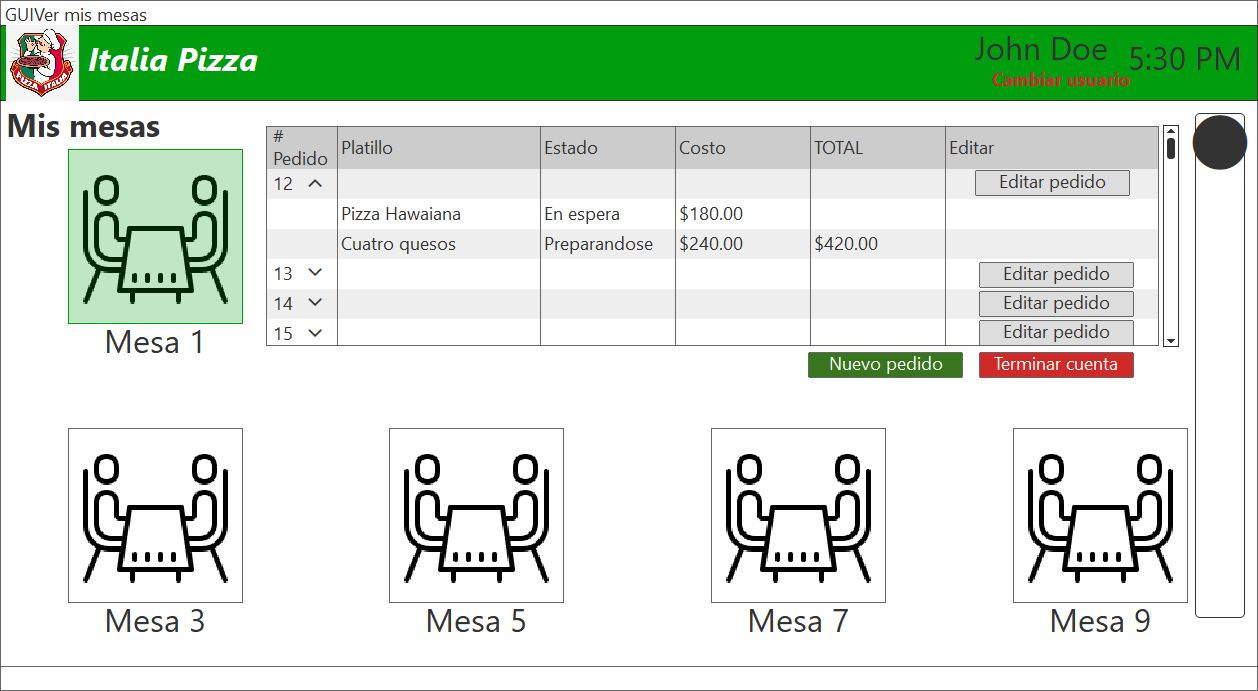 GUIVer mis mesas
PIZZA ITALIA
Italia Pizza
John Doe
5:30 PM
Cambiar usuario
Mis mesas
# Pedido Platillo Estado Costo TOTAL Editar
12 Editar pedido
Pizza Hawaiana En espera $180.00
Cuatro quesos Preparandose $240.00 $420.00
13 Editar pedido
14 Editar pedido
15 Editar pedido
Nuevo pedido Terminar cuenta
Mesa 1
Mesa 3 Mesa 5 Mesa 7 Mesa 9